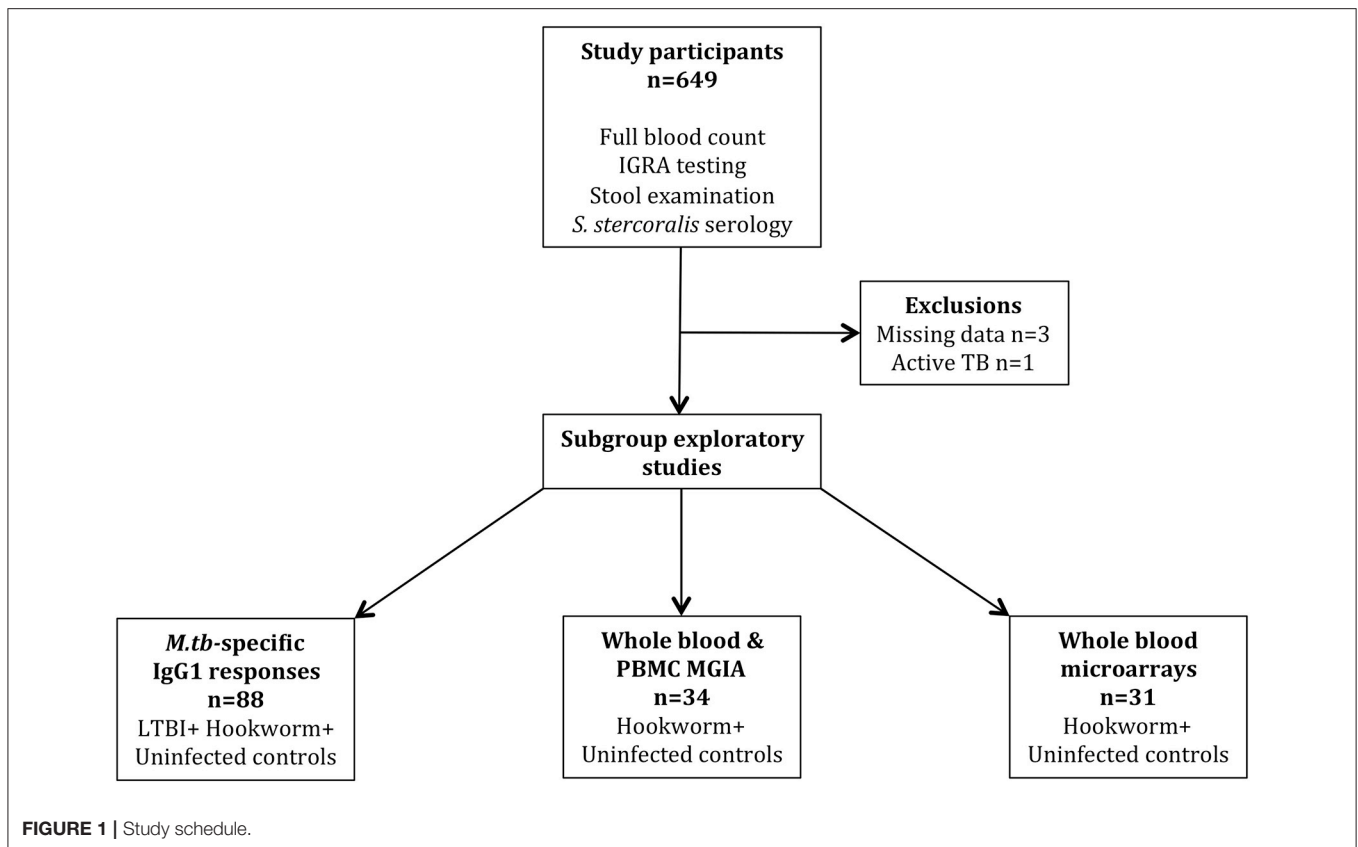 Study participants
n=649
Full blood count
IGRA testing
Stool examination
S. stercoralis serology
Exclusions
Missing data n=3
Active TB n=1
Subgroup exploratory
studies
M.tb-specific
IgG1 responses
n=88
LTBI+ Hookworm+
Uninfected controls
Whole blood &
PBMC MGIA
n=34
Hookworm+
Uninfected controls
Whole blood
microarrays
n=31
Hookworm+
Uninfected controls
FIGURE 1 | Study schedule.